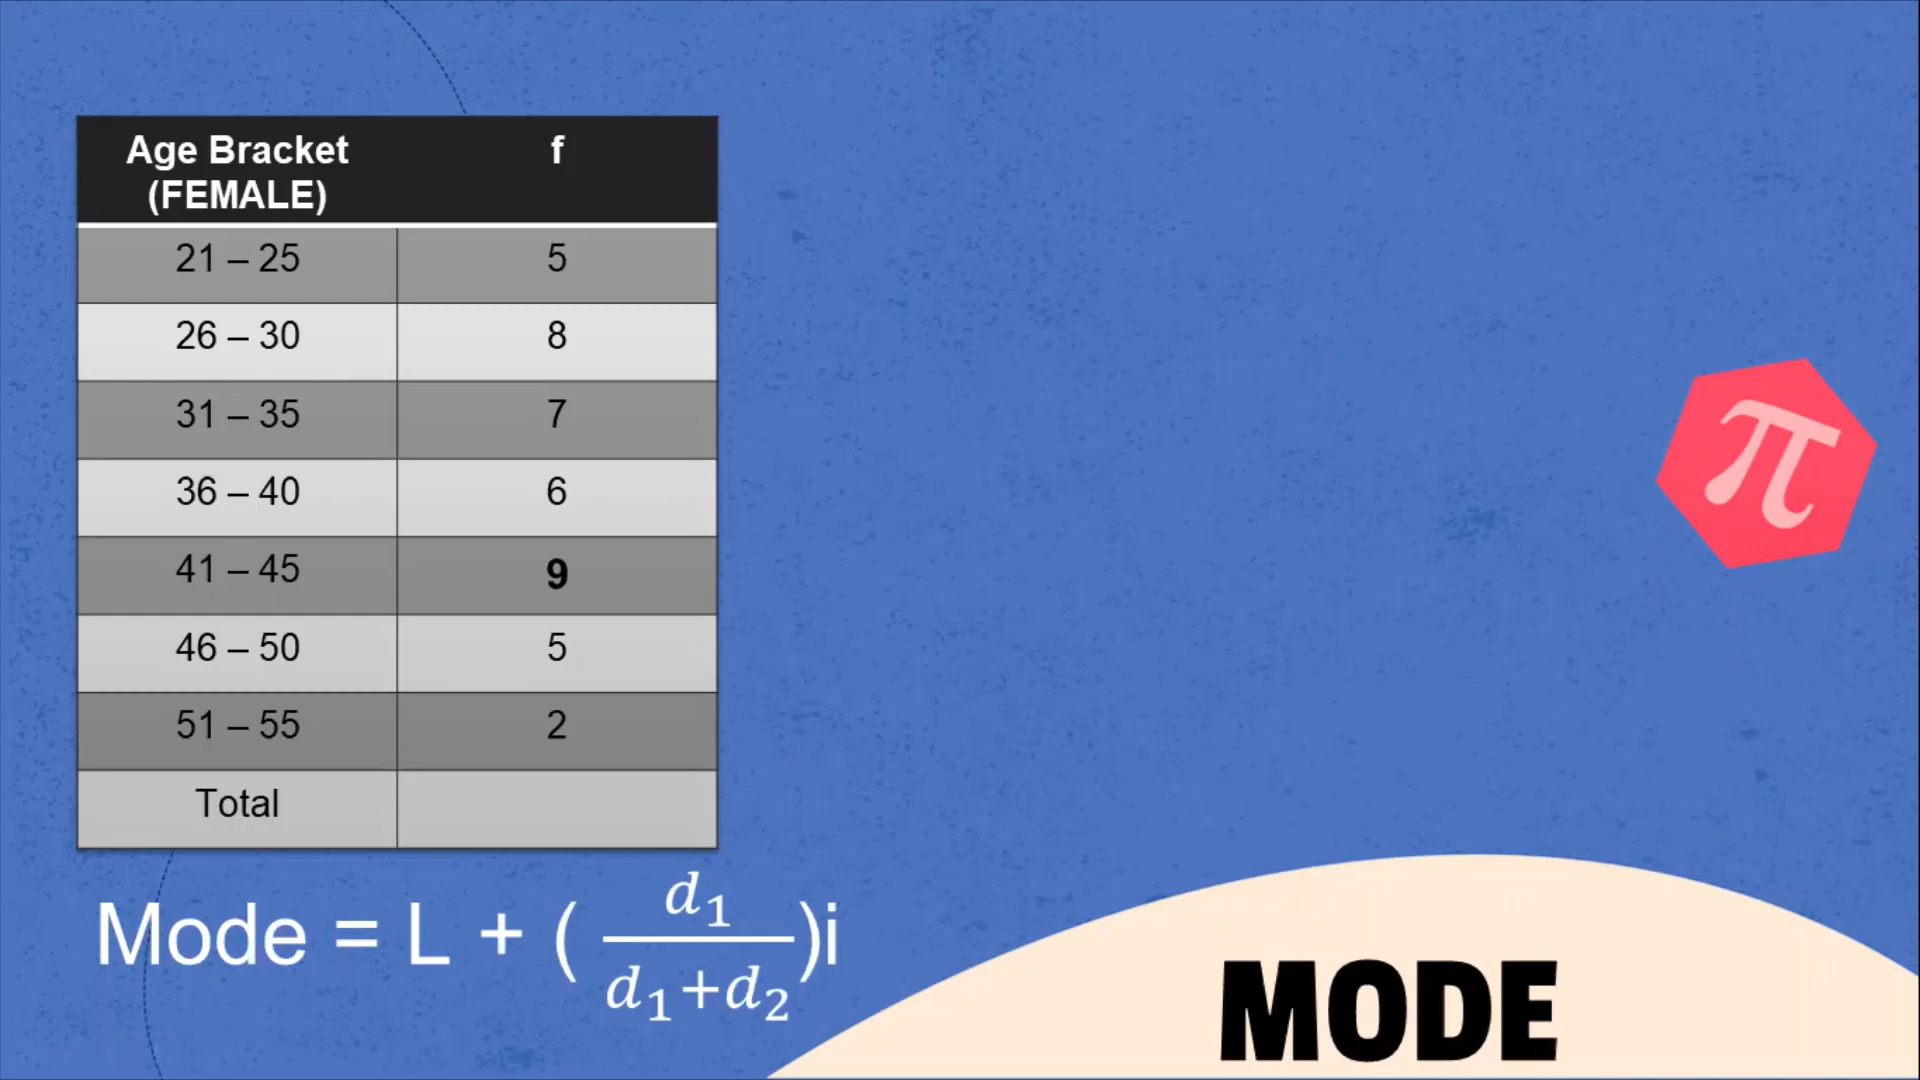 Age Bracket f
(FEMALE)
21 – 25 5
26 – 30 8
31 – 35 7
36 – 40 6
41 – 45 9
46 – 50 5
51 – 55 2
Total
Mode = L + ( d₁ / d₁+d₂ )i
π
MODE